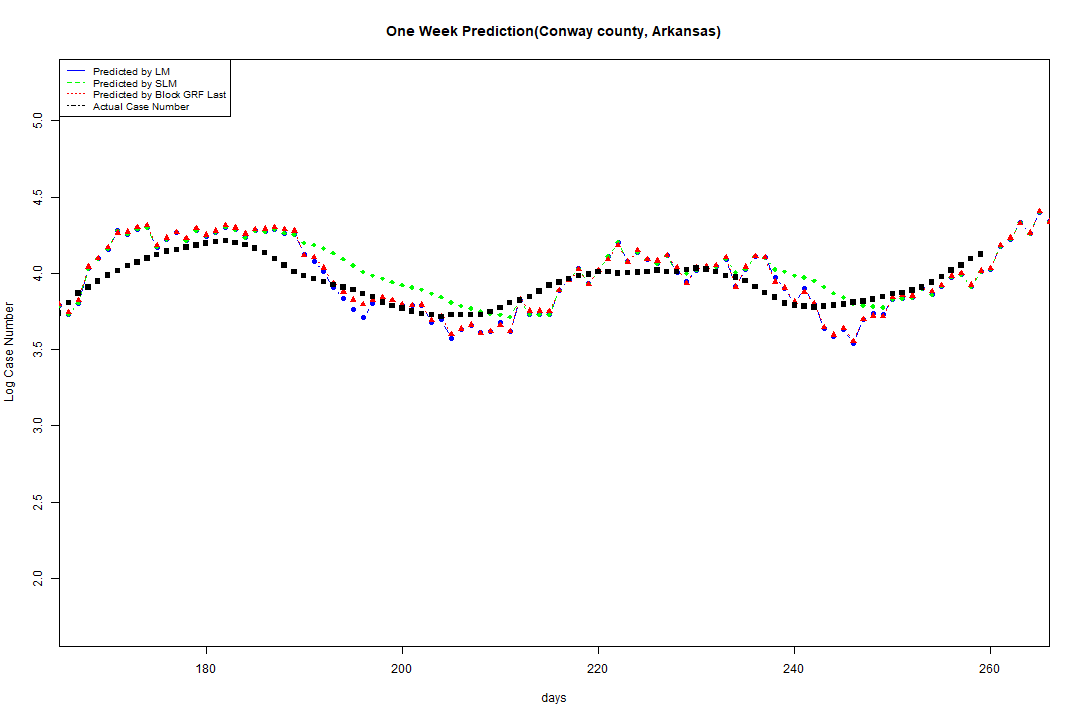 One Week Prediction(Conway county, Arkansas)
Predicted by LM
Predicted by SLM
Predicted by Block GRF Last
Actual Case Number
5.0
4.5
4.0
3.5
3.0
2.5
2.0
Log Case Number
180 200 220 240 260
days